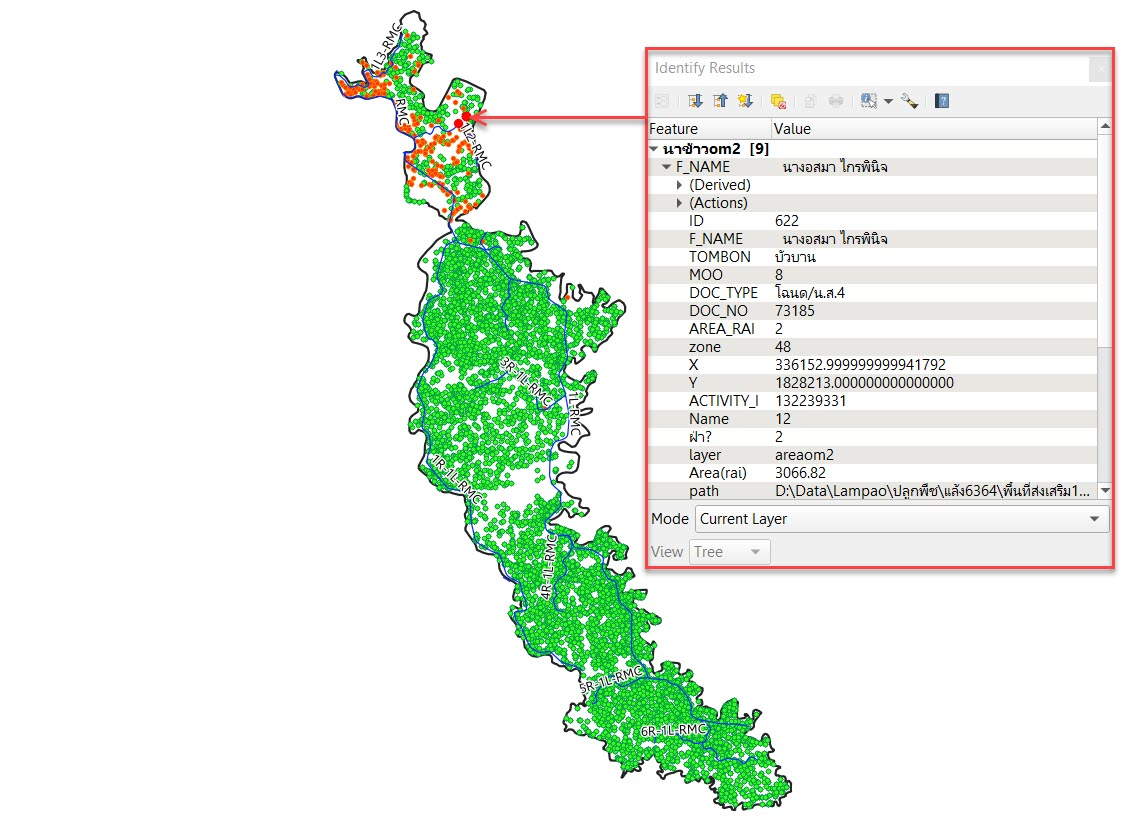 1L3-RMC
RMC
1L2-RMC
3R-1L-RMC
1L-RMC
1R-1L-RMC
4R-1L-RMC
5R-1L-RMC
6R-1L-RMC
Identify Results
Feature Value
นาข้าวom2 [9]
F_NAME นางอสมา ไกรพินิจ
(Derived)
(Actions)
ID 622
F_NAME นางอสมา ไกรพินิจ
TOMBON บัวบาน
MOO 8
DOC_TYPE โฉนด/น.ส.4
DOC_NO 73185
AREA_RAI 2
zone 48
X 336152.999999999941792
Y 1828213.000000000000000
ACTIVITY_I 132239331
Name 12
ฝ่า? 2
layer areaom2
Area(rai) 3066.82
path D:\Data\Lampao\ปลูกพืช\แล้ง6364\พื้นที่ส่งเสริม1...
Mode Current Layer
View Tree